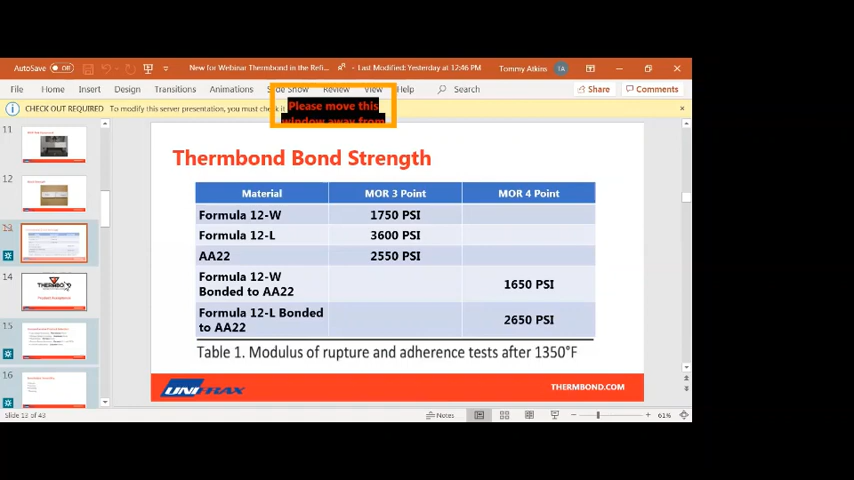 AutoSave Off New for Webinar Thermbond in the Refi... - Last Modified: Yesterday at 12:46 PM Tommy Atkins TA
File Home Insert Design Transitions Animations Slide Show Review View Help Search Share Comments
CHECK OUT REQUIRED To modify this server presentation, you must check it
Please move this
window away from
11
12
13
14
THERMBOND
15
16
Thermbond Bond Strength
Material MOR 3 Point MOR 4 Point
Formula 12-W 1750 PSI
Formula 12-L 3600 PSI
AA22 2550 PSI
Formula 12-W
Bonded to AA22 1650 PSI
Formula 12-L Bonded
to AA22 2650 PSI
Table 1. Modulus of rupture and adherence tests after 1350°F
UNIFRAX THERMBOND.COM
Slide 13 of 43 Notes 61%